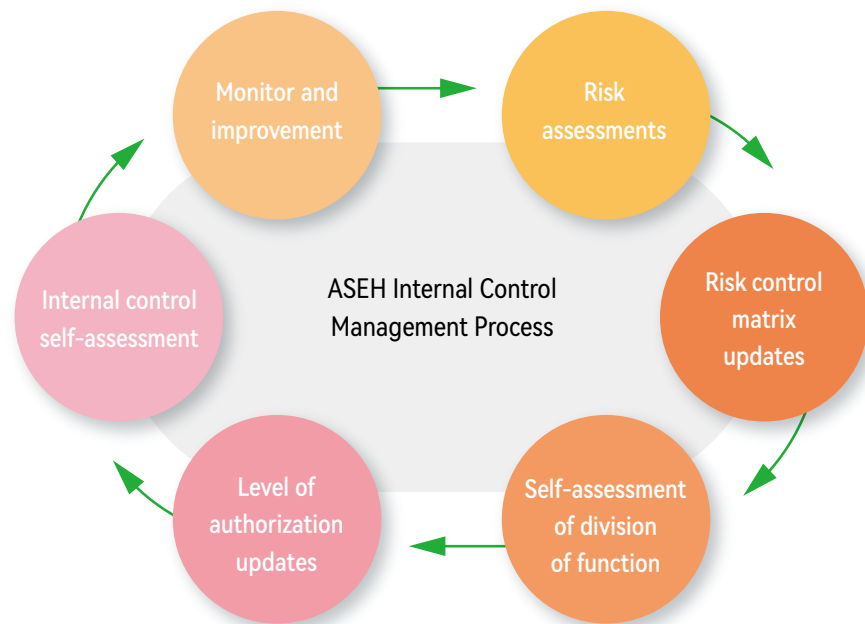 Monitor and
improvement
Risk
assessments
ASEH Internal Control
Management Process
Internal control
self-assessment
Risk control
matrix
updates
Level of
authorization
updates
Self-assessment
of division
of function